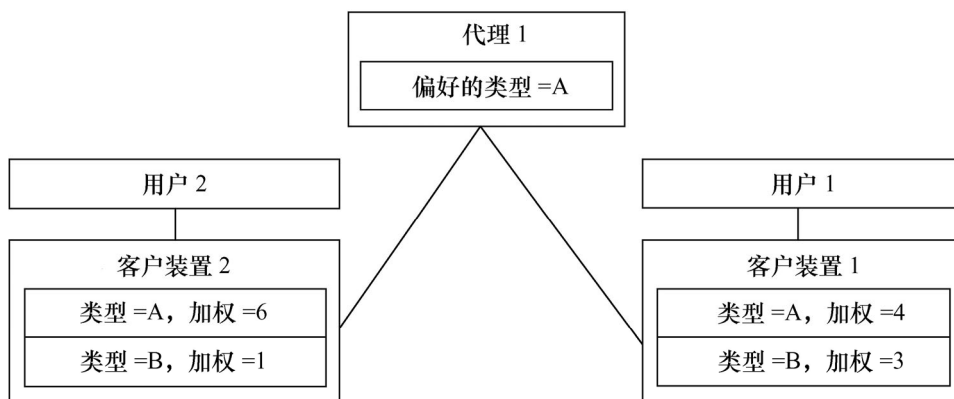 代理 1
偏好的类型 =A
用户 2
用户 1
客户装置 2
类型 =A，加权 =6
类型 =B，加权 =1
客户装置 1
类型 =A，加权 =4
类型 =B，加权 =3